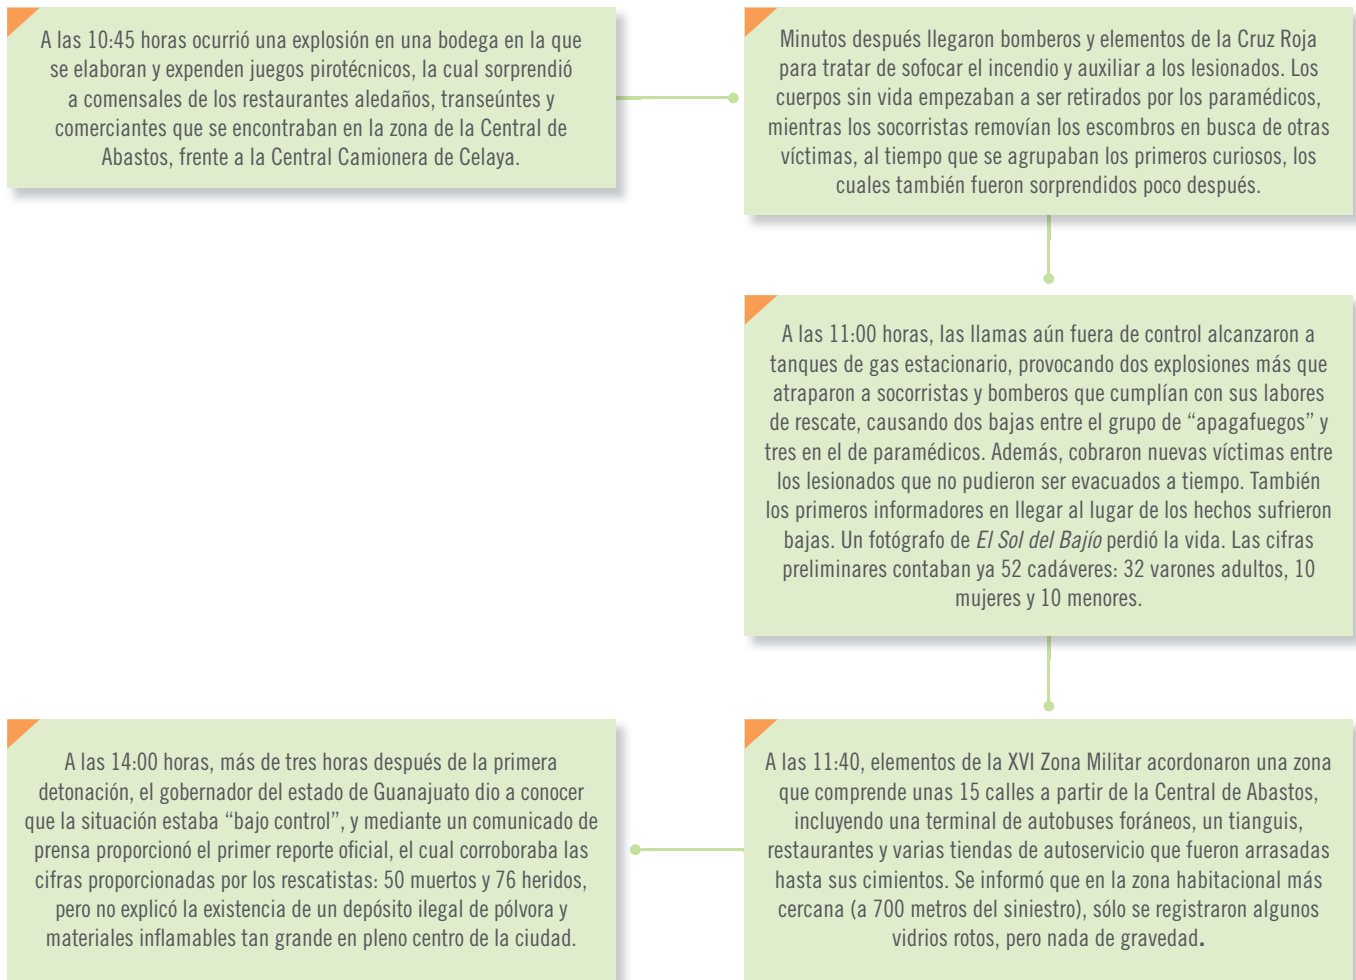 A las 10:45 horas ocurrió una explosión en una bodega en la que
se elaboran y expenden juegos pirotécnicos, la cual sorprendió
a comensales de los restaurantes aledaños, transeúntes y
comerciantes que se encontraban en la zona de la Central de
Abastos, frente a la Central Camionera de Celaya.
Minutos después llegaron bomberos y elementos de la Cruz Roja
para tratar de sofocar el incendio y auxiliar a los lesionados. Los
cuerpos sin vida empezaban a ser retirados por los paramédicos,
mientras los socorristas removían los escombros en busca de otras
víctimas, al tiempo que se agrupaban los primeros curiosos, los
cuales también fueron sorprendidos poco después.
A las 11:00 horas, las llamas aún fuera de control alcanzaron a
tanques de gas estacionario, provocando dos explosiones más que
atraparon a socorristas y bomberos que cumplían con sus labores
de rescate, causando dos bajas entre el grupo de “apagafuegos” y
tres en el de paramédicos. Además, cobraron nuevas víctimas entre
los lesionados que no pudieron ser evacuados a tiempo. También
los primeros informadores en llegar al lugar de los hechos sufrieron
bajas. Un fotógrafo de El Sol del Bajío perdió la vida. Las cifras
preliminares contaban ya 52 cadáveres: 32 varones adultos, 10
mujeres y 10 menores.
A las 11:40, elementos de la XVI Zona Militar acordonaron una zona
que comprende unas 15 calles a partir de la Central de Abastos,
incluyendo una terminal de autobuses foráneos, un tianguis,
restaurantes y varias tiendas de autoservicio que fueron arrasadas
hasta sus cimientos. Se informó que en la zona habitacional más
cercana (a 700 metros del siniestro), sólo se registraron algunos
vidrios rotos, pero nada de gravedad.
A las 14:00 horas, más de tres horas después de la primera
detonación, el gobernador del estado de Guanajuato dio a conocer
que la situación estaba “bajo control”, y mediante un comunicado de
prensa proporcionó el primer reporte oficial, el cual corroboraba las
cifras proporcionadas por los rescatistas: 50 muertos y 76 heridos,
pero no explicó la existencia de un depósito ilegal de pólvora y
materiales inflamables tan grande en pleno centro de la ciudad.